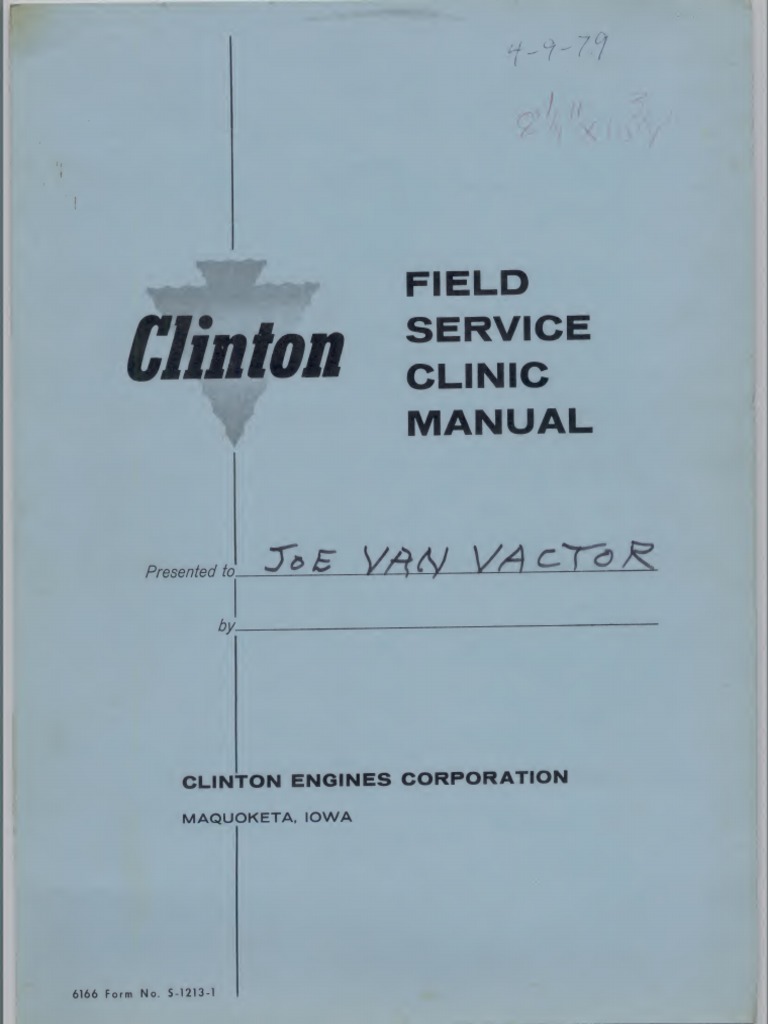 4-9-79
Clinton
FIELD
SERVICE
CLINIC
MANUAL
Presented to JOE VAN VACTOR
by
CLINTON ENGINES CORPORATION
MAQUOKETA, IOWA
6166 Form No. S-1213-1